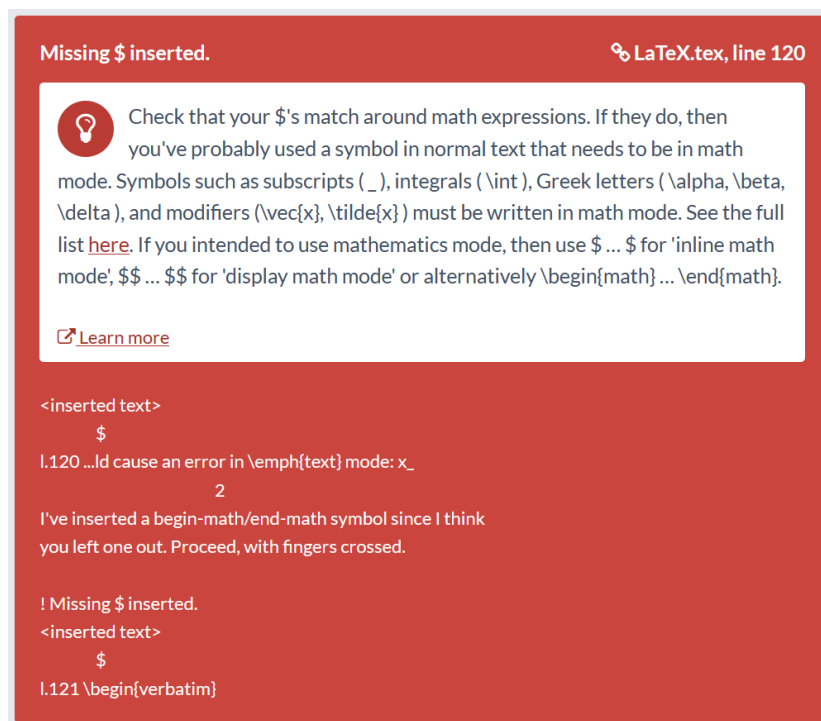 Missing $ inserted.
LaTeX.tex, line 120
Check that your $'s match around math expressions. If they do, then
you've probably used a symbol in normal text that needs to be in math
mode. Symbols such as subscripts ( _ ), integrals ( \int ), Greek letters ( \alpha, \beta,
\delta ), and modifiers (\vec{x}, \tilde{x} ) must be written in math mode. See the full
list here. If you intended to use mathematics mode, then use $ … $ for 'inline math
mode', $$ … $$ for 'display math mode' or alternatively \begin{math} … \end{math}.
Learn more
<inserted text>
$
l.120 ...ld cause an error in \emph{text} mode: x_
2
I've inserted a begin-math/end-math symbol since I think
you left one out. Proceed, with fingers crossed.
! Missing $ inserted.
<inserted text>
$
l.121 \begin{verbatim}